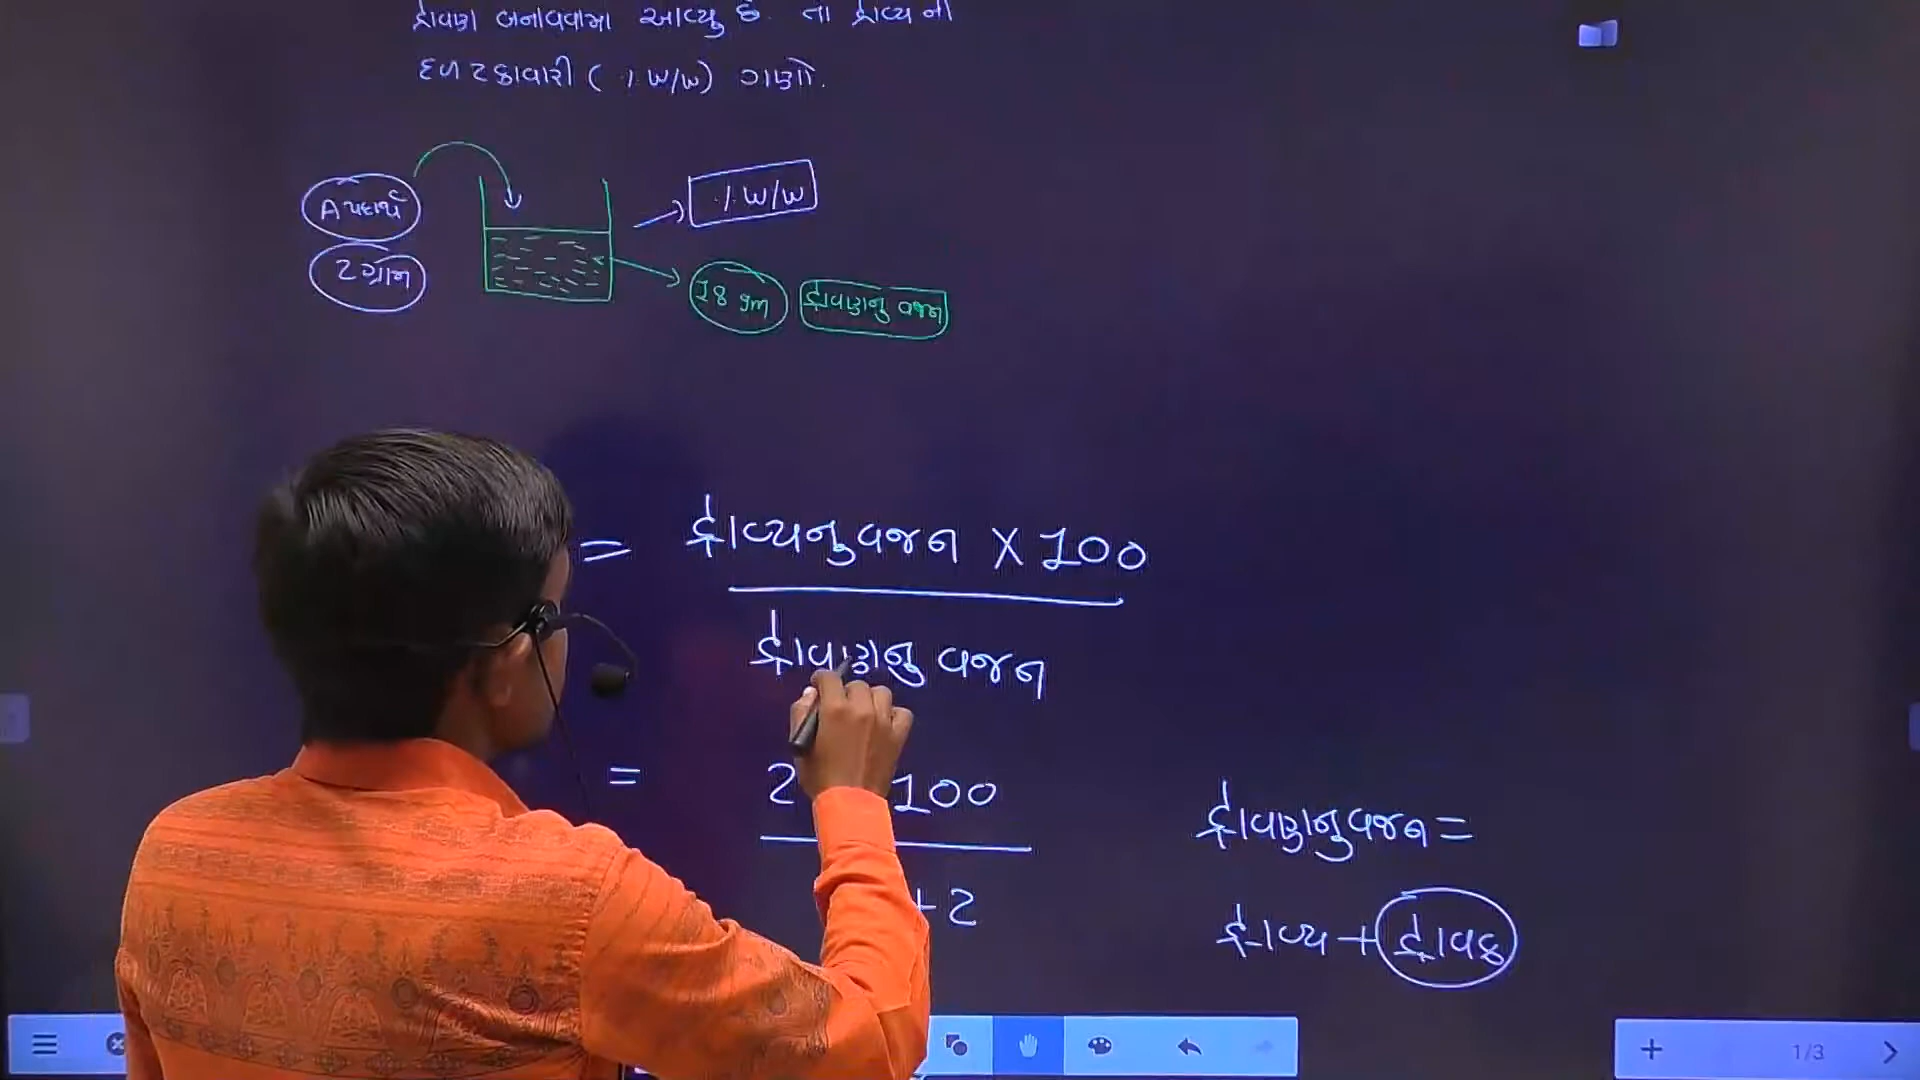 દ્રાવણ બનાવવામા આવ્યુ છે. તો દ્રાવ્ય ની
દળ ટકાવારી ( % W/W) ગણો.
A પદાર્થ
% W/W
2 ગ્રામ
18 gm
દ્રાવણનુ વજન
= દ્રાવ્યનુ વજન X 100
દ્રાવણનુ વજન
= 2 100
+ 2
દ્રાવણનુ વજન =
દ્રાવ્ય + દ્રાવક
1/3